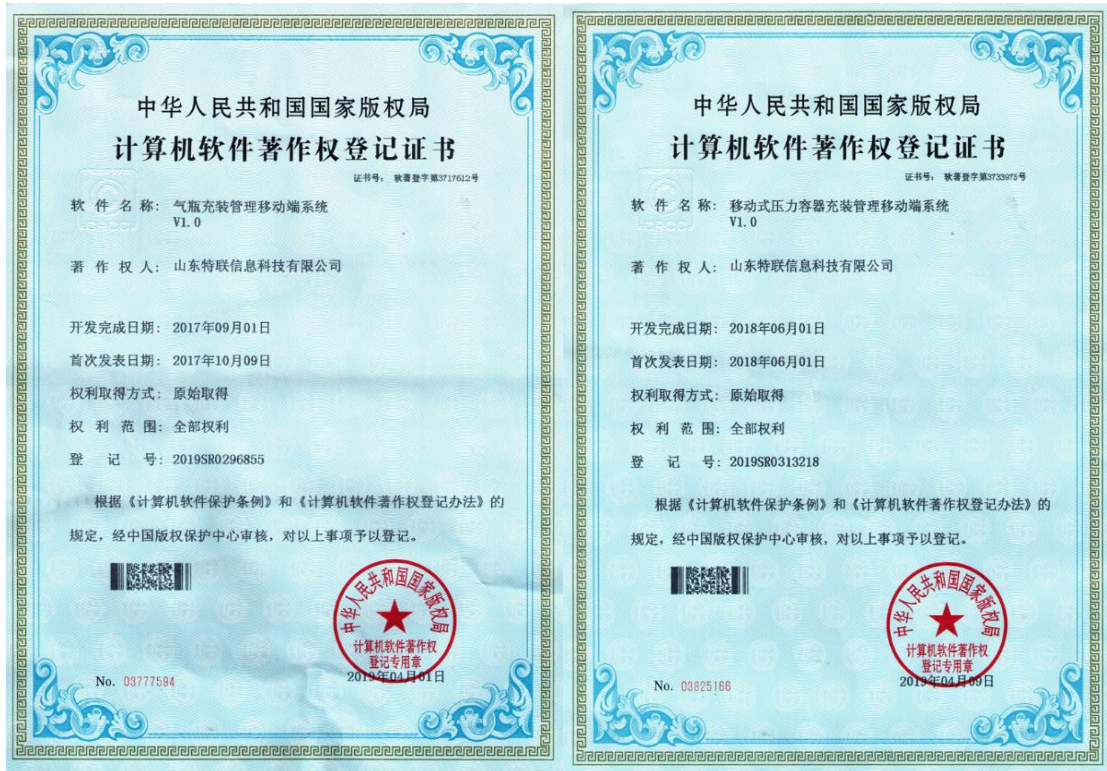 中华人民共和国国家版权局
计算机软件著作权登记证书
证书号: 软著登字第3717612号
软件名称: 气瓶充装管理移动端系统
V1.0
著作权人: 山东特联信息科技有限公司
开发完成日期: 2017年09月01日
首次发表日期: 2017年10月09日
权利取得方式: 原始取得
权利范围: 全部权利
登记号: 2019SR0296855
根据《计算机软件保护条例》和《计算机软件著作权登记办法》的
规定，经中国版权保护中心审核，对以上事项予以登记。
中华人民共和国国家版权局
计算机软件著作权
登记专用章
No. 03777594
2019年04月01日
中华人民共和国国家版权局
计算机软件著作权登记证书
证书号: 软著登字第3733975号
软件名称: 移动式压力容器充装管理移动端系统
V1.0
著作权人: 山东特联信息科技有限公司
开发完成日期: 2018年06月01日
首次发表日期: 2018年06月01日
权利取得方式: 原始取得
权利范围: 全部权利
登记号: 2019SR0313218
根据《计算机软件保护条例》和《计算机软件著作权登记办法》的
规定，经中国版权保护中心审核，对以上事项予以登记。
中华人民共和国国家版权局
计算机软件著作权
登记专用章
No. 03825166
2019年04月09日